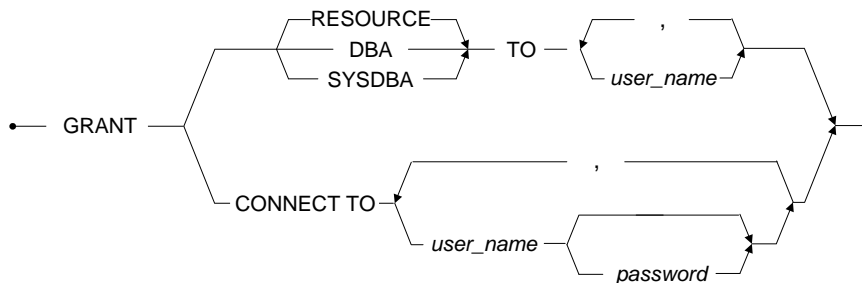 RESOURCE
DBA
SYSDBA
TO
,
user_name
GRANT
CONNECT TO
,
user_name
password